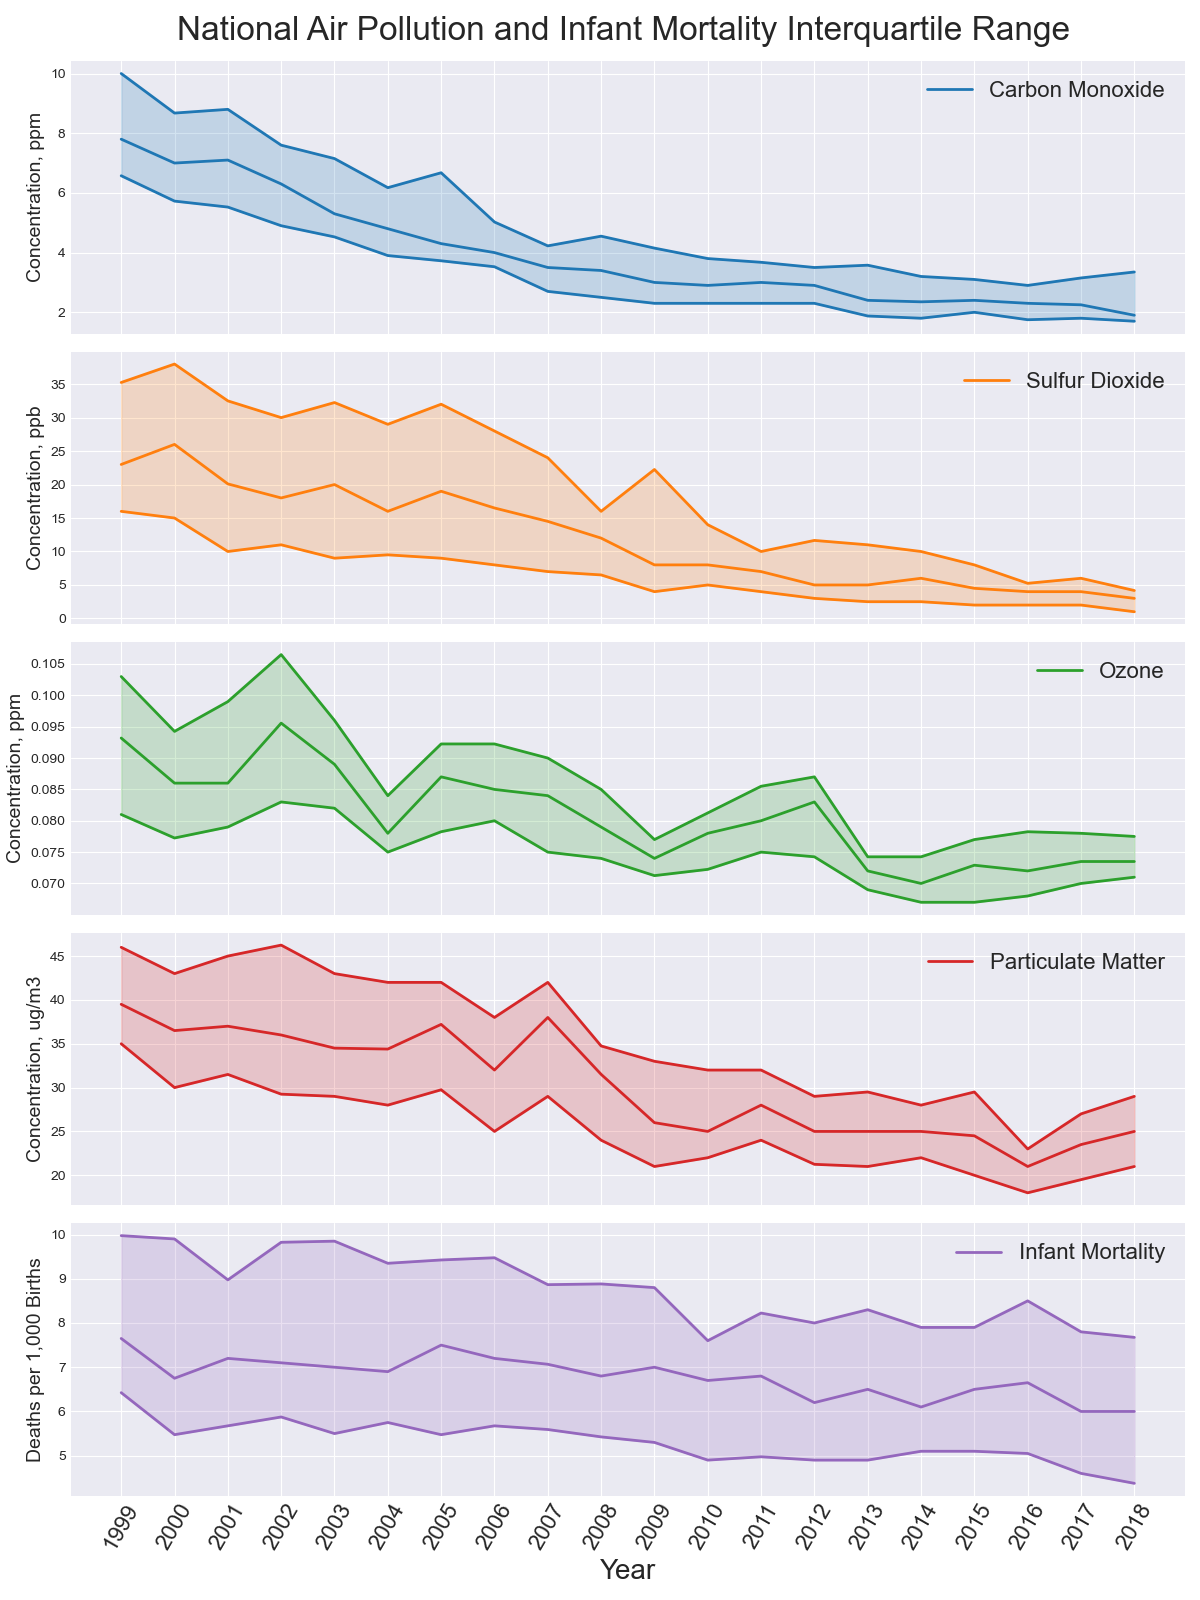 National Air Pollution and Infant Mortality Interquartile Range
Concentration, ppm
10
8
6
4
2
Carbon Monoxide
Concentration, ppb
35
30
25
20
15
10
5
0
Sulfur Dioxide
Concentration, ppm
0.105
0.100
0.095
0.090
0.085
0.080
0.075
0.070
Ozone
Concentration, ug/m3
45
40
35
30
25
20
Particulate Matter
Deaths per 1,000 Births
10
9
8
7
6
5
Infant Mortality
1999 2000 2001 2002 2003 2004 2005 2006 2007 2008 2009 2010 2011 2012 2013 2014 2015 2016 2017 2018
Year